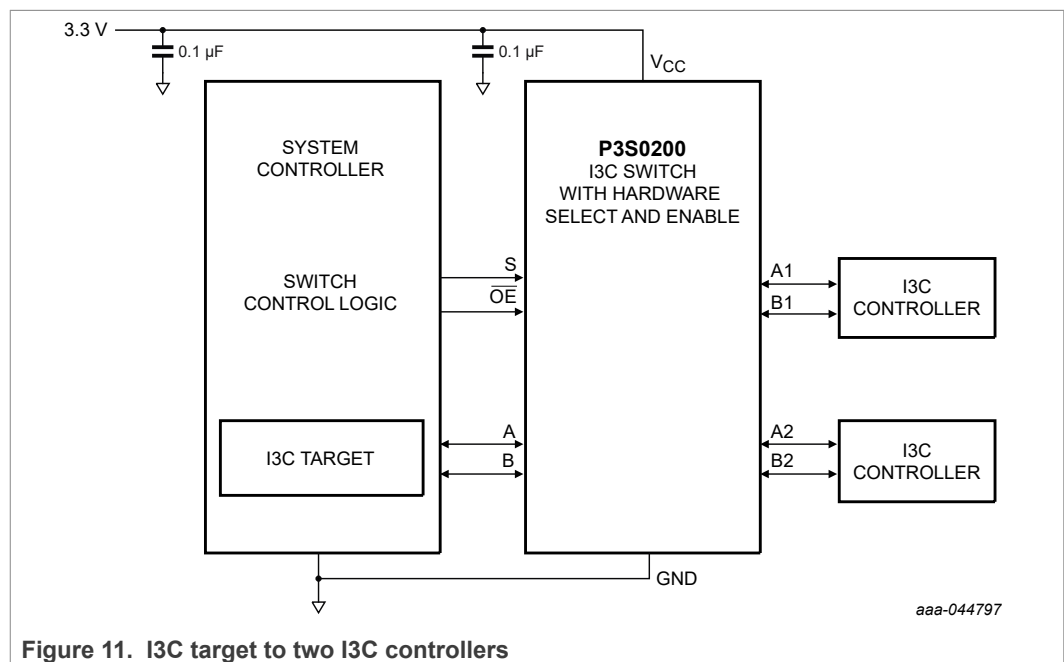 3.3 V
0.1 µF
0.1 µF
VCC
SYSTEM
CONTROLLER
P3S0200
I3C SWITCH
WITH HARDWARE
SELECT AND ENABLE
SWITCH
CONTROL LOGIC
S
OE
A1
B1
I3C
CONTROLLER
I3C TARGET
A
B
A2
B2
I3C
CONTROLLER
GND
aaa-044797
Figure 11. I3C target to two I3C controllers